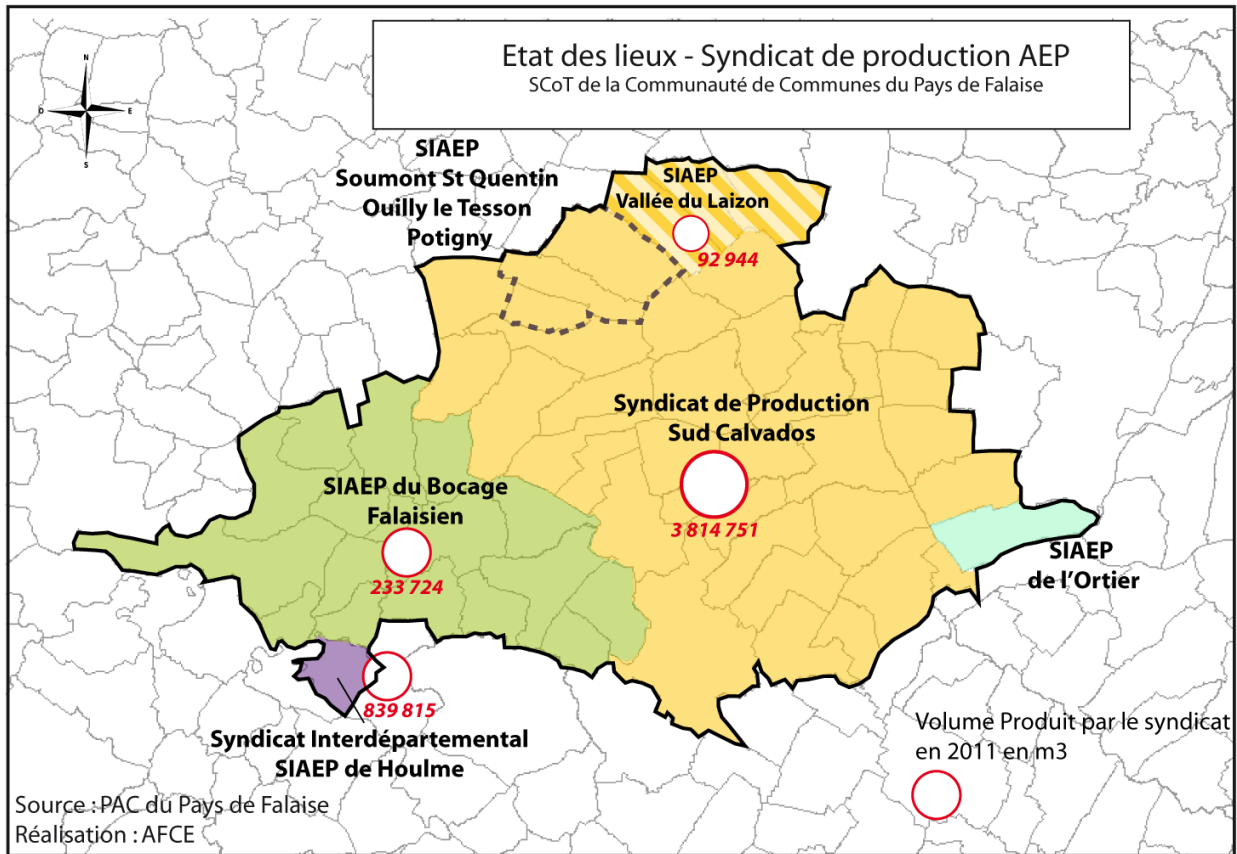 Etat des lieux - Syndicat de production AEP
SCoT de la Communauté de Communes du Pays de Falaise
N
O
E
S
SIAEP
Soumont St Quentin
Ouilly le Tesson
Potigny
SIAEP
Vallée du Laizon
92 944
Syndicat de Production
Sud Calvados
3 814 751
SIAEP du Bocage
Falaisien
233 724
SIAEP
de l'Ortier
839 815
Syndicat Interdépartemental
SIAEP de Houlme
Volume Produit par le syndicat
en 2011 en m3
Source : PAC du Pays de Falaise
Réalisation : AFCE